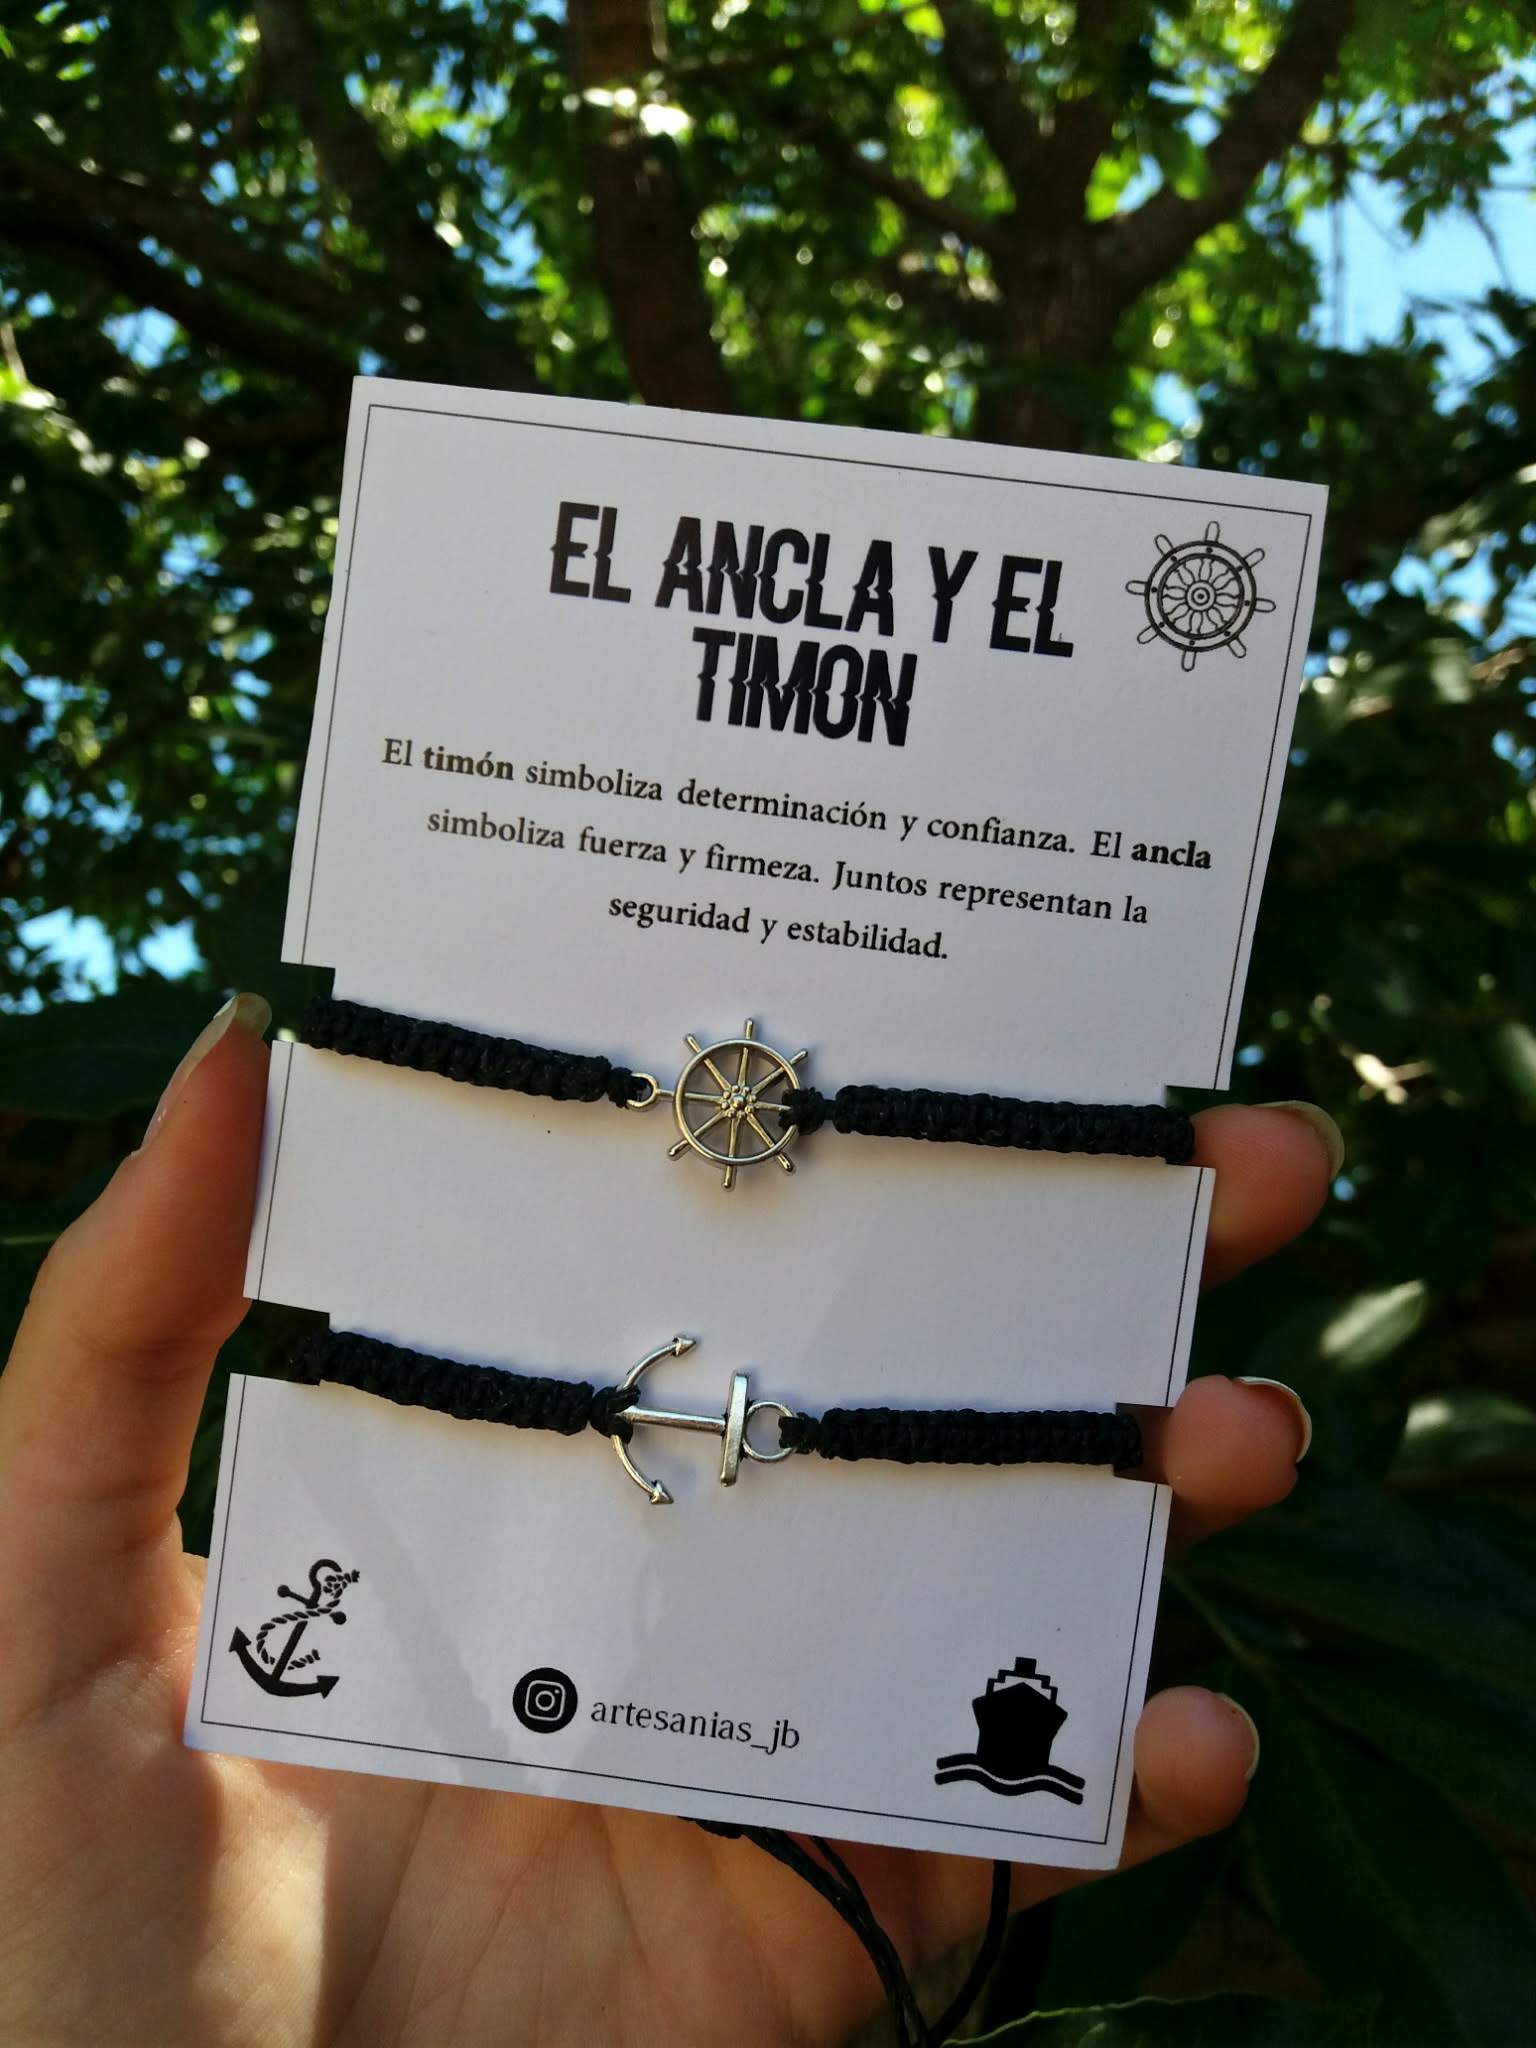 EL ANCLA Y EL
TIMON
El timón simboliza determinación y confianza. El ancla
simboliza fuerza y firmeza. Juntos representan la
seguridad y estabilidad.
artesanias_jb